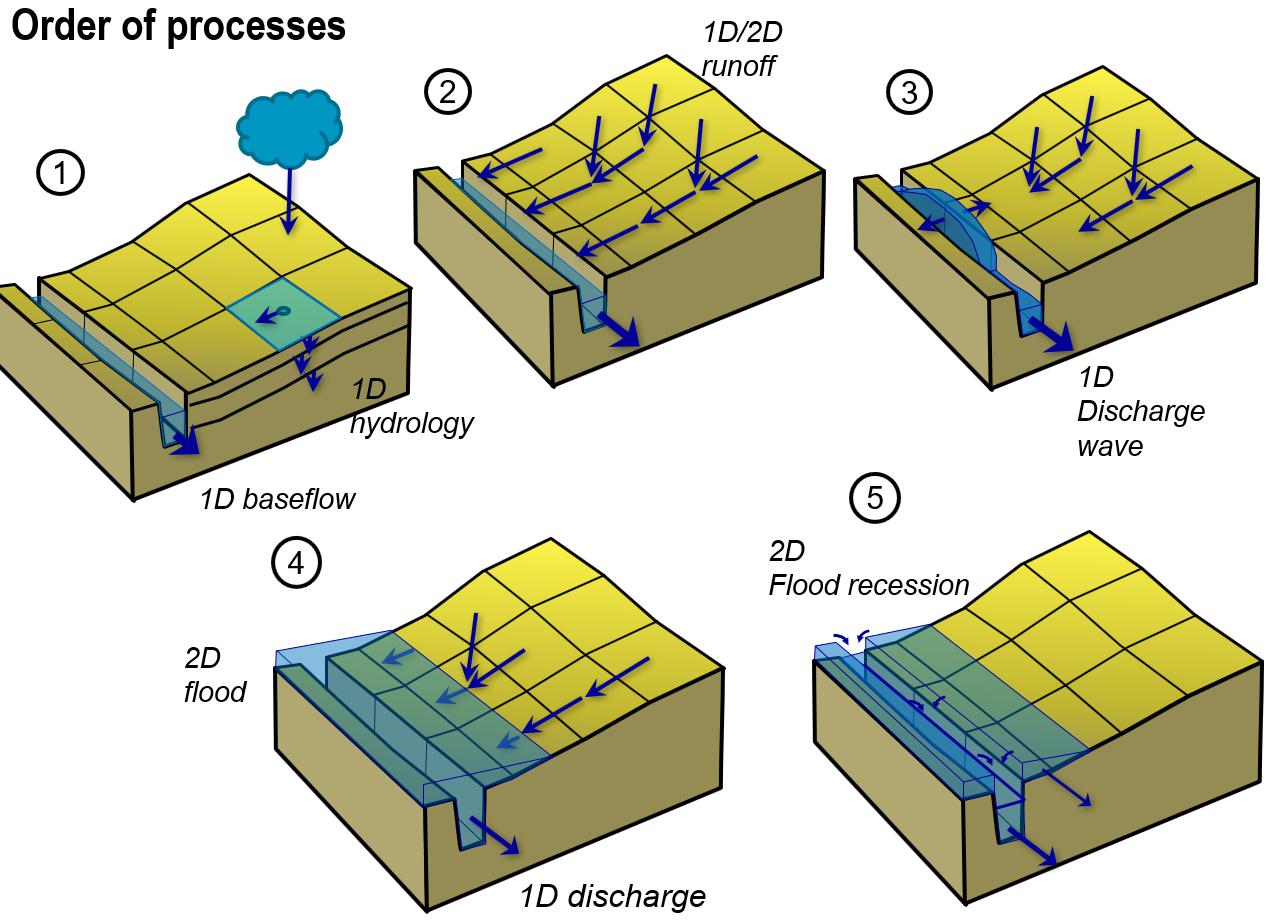 Order of processes
1
1D
hydrology
1D baseflow
2
1D/2D
runoff
3
1D
Discharge
wave
4
2D
flood
1D discharge
5
2D
Flood recession